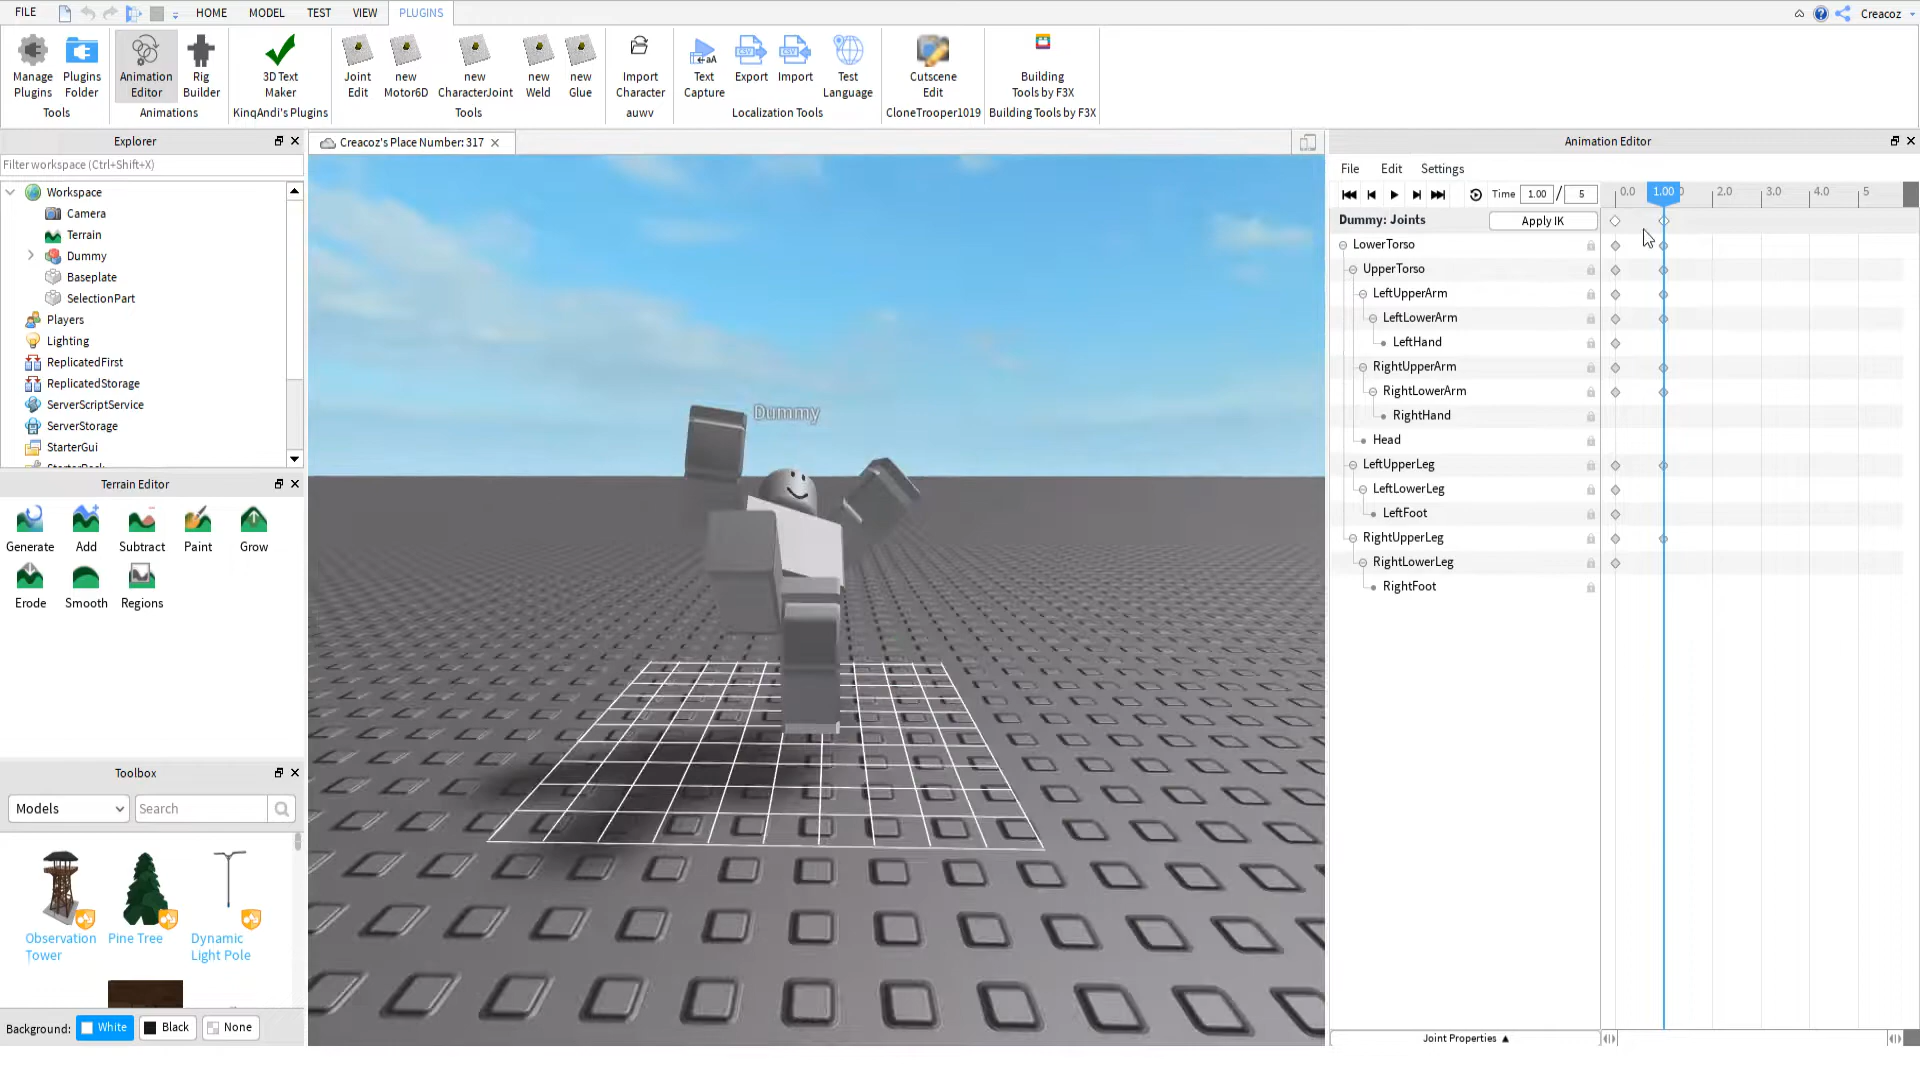 FILE HOME MODEL TEST VIEW PLUGINS Creacoz
Manage Plugins
Plugins Folder
Tools
Animation Editor
Rig Builder
Animations
3D Text Maker
KinqAndi's Plugins
Joint Edit
new Motor6D
new CharacterJoint
new Weld
new Glue
Tools
Import Character
auwv
Text Capture
Export
Import
Test Language
Localization Tools
Cutscene Edit
CloneTrooper1019
Building Tools by F3X
Building Tools by F3X
Explorer
Filter workspace (Ctrl+Shift+X)
Workspace
Camera
Terrain
Dummy
Baseplate
SelectionPart
Players
Lighting
ReplicatedFirst
ReplicatedStorage
ServerScriptService
ServerStorage
StarterGui
Terrain Editor
Generate Add Subtract Paint Grow
Erode Smooth Regions
Toolbox
Models Search
Observation Tower
Pine Tree
Dynamic Light Pole
Background: White Black None
Creacoz's Place Number: 317
Dummy
Animation Editor
File Edit Settings
Time 1.00 / 5 0.0 1.00 2.0 3.0 4.0 5
Dummy: Joints Apply IK
LowerTorso
UpperTorso
LeftUpperArm
LeftLowerArm
LeftHand
RightUpperArm
RightLowerArm
RightHand
Head
LeftUpperLeg
LeftLowerLeg
LeftFoot
RightUpperLeg
RightLowerLeg
RightFoot
Joint Properties ▲